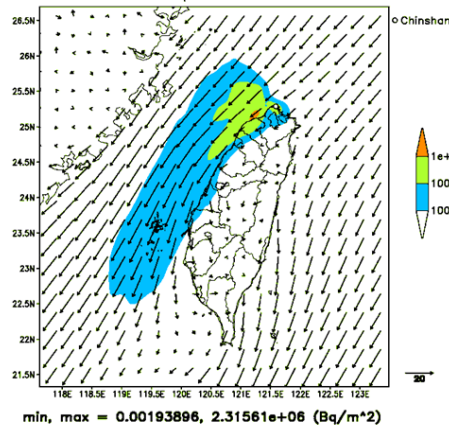 26.5N
Chinshan
26N
25.5N
25N
24.5N
24N
23.5N
23N
22.5N
22N
21.5N
100
100
118E 118.5E 119E 119.5E 120E 120.5E 121E 121.5E 122E 122.5E 123E
20
min, max = 0.00193896, 2.31561e+06 (Bq/m^2)